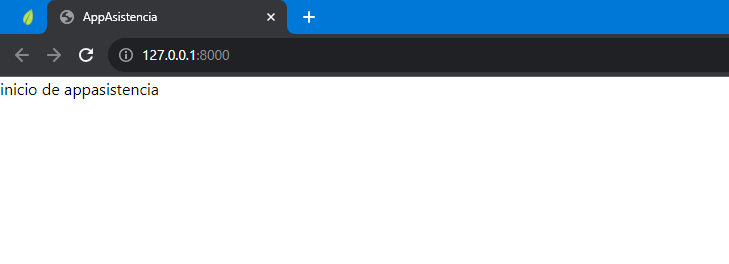 AppAsistencia
127.0.0.1:8000
inicio de appasistencia